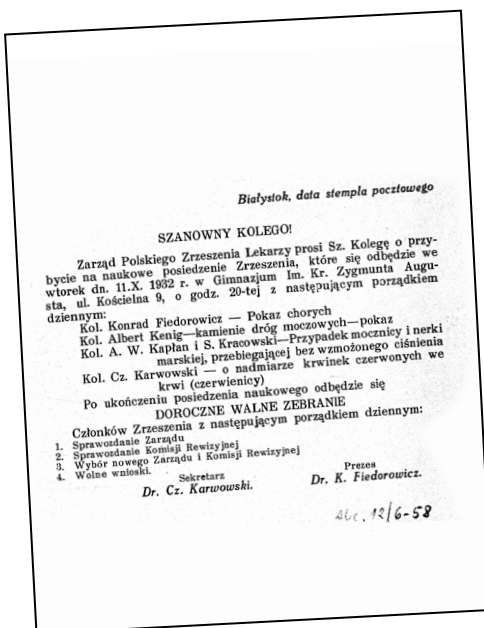 Białystok, data stempla pocztowego
SZANOWNY KOLEGO!
Zarząd Polskiego Zrzeszenia Lekarzy prosi Sz. Kolegę o przy-
bycie na naukowe posiedzenie Zrzeszenia, które się odbędzie we
wtorek dn. 11.X. 1932 r. w Gimnazjum Im. Kr. Zygmunta Augu-
sta, ul. Kościelna 9, o godz. 20-tej z następującym porządkiem
dziennym:
Kol. Konrad Fiedorowicz — Pokaz chorych
Kol. Albert Kenig—kamienie dróg moczowych—pokaz
Kol. A. W. Kapłan i S. Kracowski—Przypadek mocznicy i nerki
marskiej, przebiegającej bez wzmożonego ciśnienia
Kol. Cz. Karwowski — o nadmiarze krwinek czerwonych we
krwi (czerwienicy)
Po ukończeniu posiedzenia naukowego odbędzie się
DOROCZNE WALNE ZEBRANIE
Członków Zrzeszenia z następującym porządkiem dziennym:
1. Sprawozdanie Zarządu
2. Sprawozdanie Komisji Rewizyjnej
3. Wybór nowego Zarządu i Komisji Rewizyjnej
4. Wolne wnioski.
Sekretarz Prezes
Dr. Cz. Karwowski. Dr. K. Fiedorowicz.
12/6-58